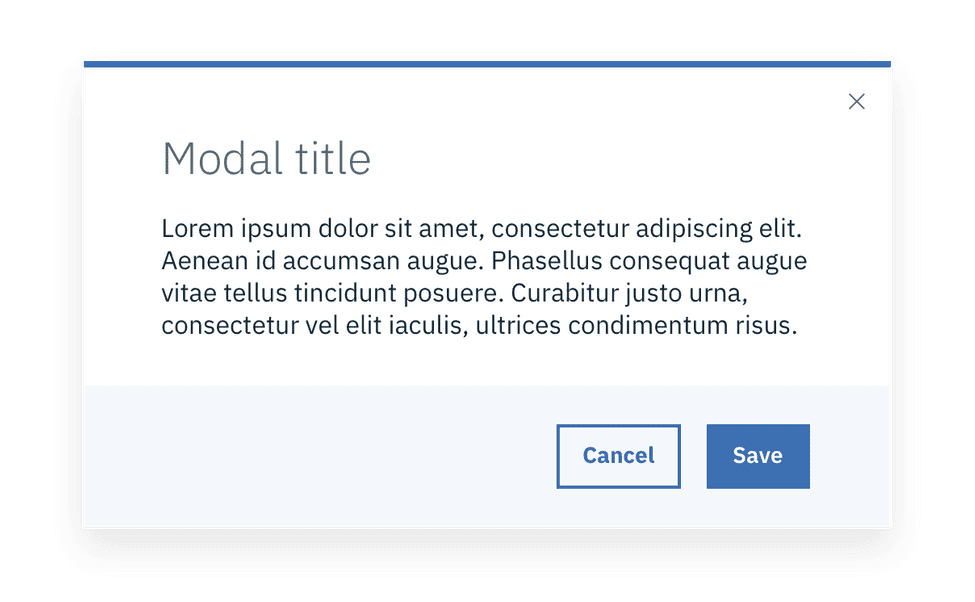 Modal title
Lorem ipsum dolor sit amet, consectetur adipiscing elit.
Aenean id accumsan augue. Phasellus consequat augue
vitae tellus tincidunt posuere. Curabitur justo urna,
consectetur vel elit iaculis, ultrices condimentum risus.
Cancel
Save